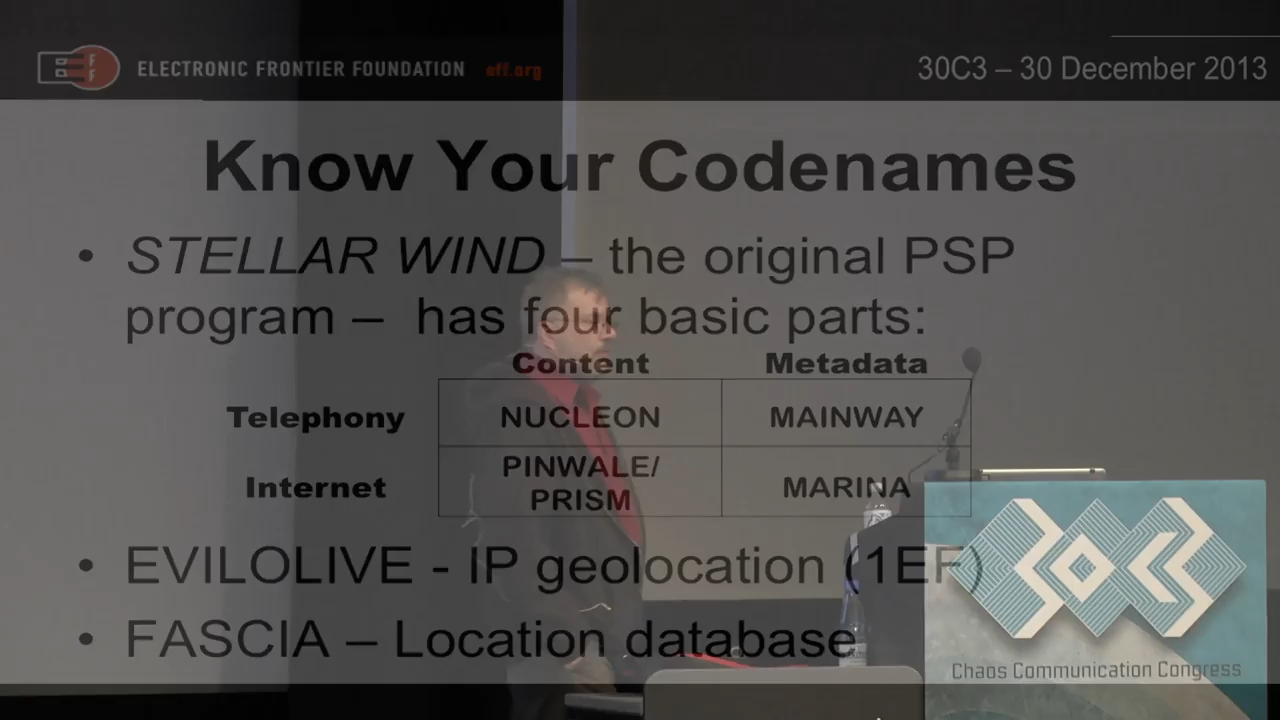 ELECTRONIC FRONTIER FOUNDATION eff.org
30C3 – 30 December 2013
Know Your Codenames
• STELLAR WIND – the original PSP
program – has four basic parts:
Content Metadata
Telephony NUCLEON MAINWAY
PINWALE/
Internet PRISM MARINA
• EVILOLIVE - IP geolocation (1EF)
• FASCIA – Location database
30C3
Chaos Communication Congress